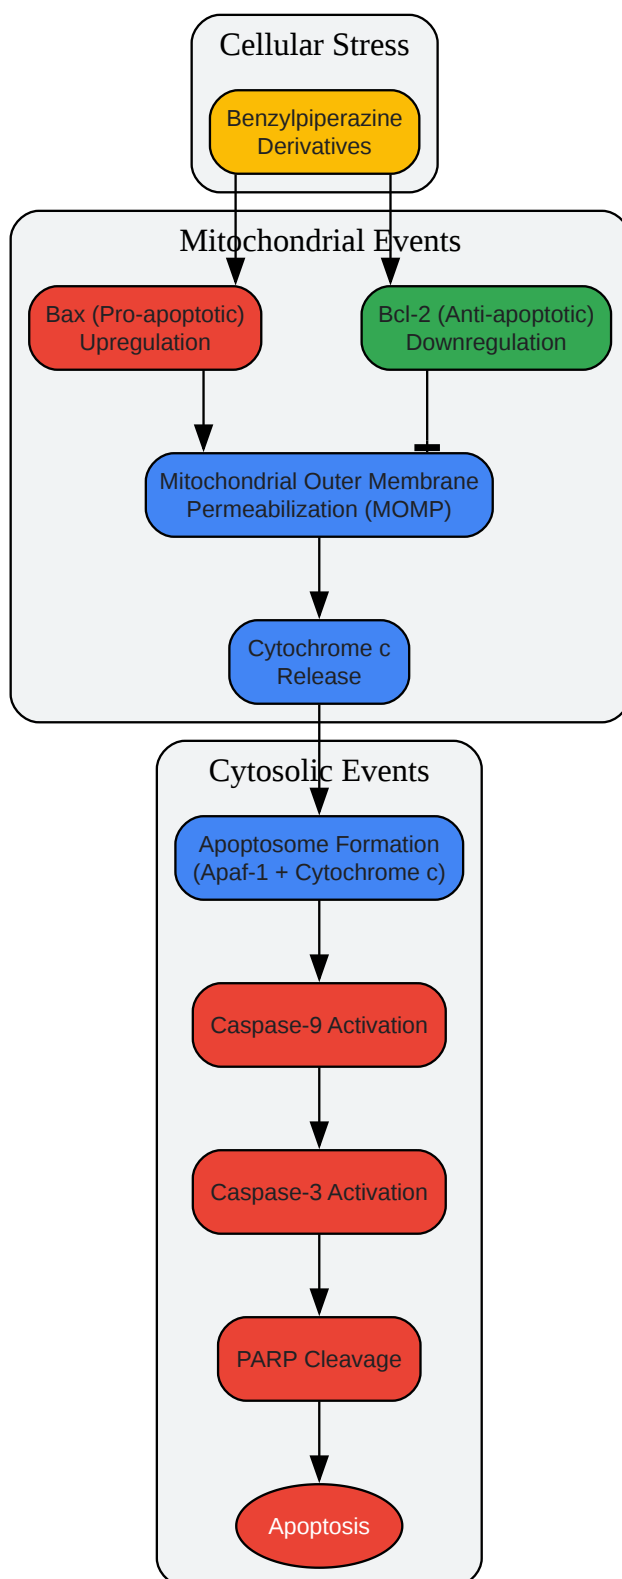 Cellular Stress
Benzylpiperazine
Derivatives
Mitochondrial Events
Bax (Pro-apoptotic)
Upregulation
Bcl-2 (Anti-apoptotic)
Downregulation
Mitochondrial Outer Membrane
Permeabilization (MOMP)
Cytochrome c
Release
Cytosolic Events
Apoptosome Formation
(Apaf-1 + Cytochrome c)
Caspase-9 Activation
Caspase-3 Activation
PARP Cleavage
Apoptosis